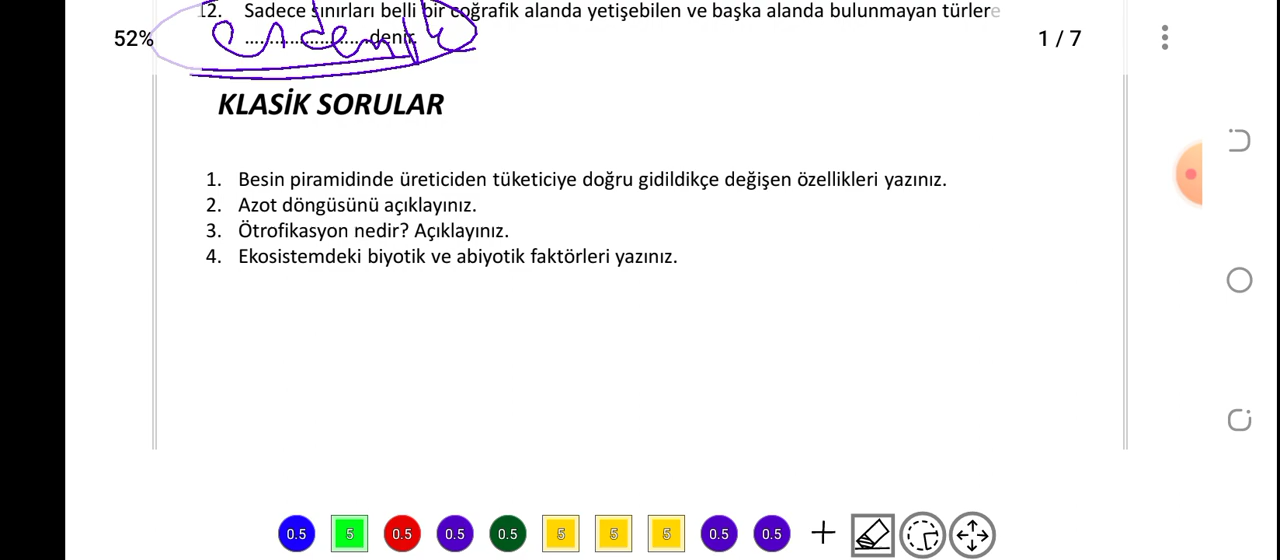 12. Sadece sınırları belli bir coğrafik alanda yetişebilen ve başka alanda bulunmayan türlere
52%
endemik
........................denir.
1 / 7
KLASİK SORULAR
1. Besin piramidinde üreticiden tüketiciye doğru gidildikçe değişen özellikleri yazınız.
2. Azot döngüsünü açıklayınız.
3. Ötrofikasyon nedir? Açıklayınız.
4. Ekosistemdeki biyotik ve abiyotik faktörleri yazınız.
0.5 5 0.5 0.5 0.5 5 5 5 0.5 0.5